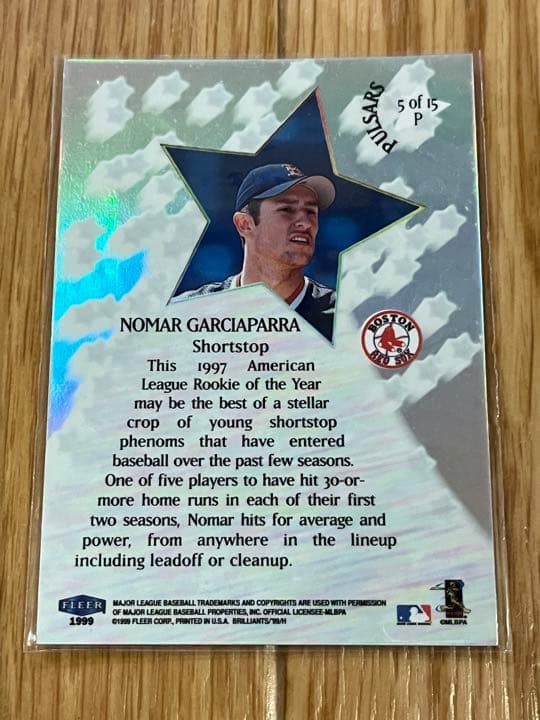 PULSARS
5 of 15
P
NOMAR GARCIAPARRA
Shortstop
BOSTON
RED SOX
This 1997 American
League Rookie of the Year
may be the best of a stellar
crop of young shortstop
phenoms that have entered
baseball over the past few seasons.
One of five players to have hit 30-or-
more home runs in each of their first
two seasons, Nomar hits for average and
power, from anywhere in the lineup
including leadoff or cleanup.
FLEER
1999
MAJOR LEAGUE BASEBALL TRADEMARKS AND COPYRIGHTS ARE USED WITH PERMISSION
OF MAJOR LEAGUE BASEBALL PROPERTIES, INC. OFFICIAL LICENSEE-MLBPA
©1999 FLEER CORP., PRINTED IN U.S.A. BRILLIANTS/'99/H
©MLBPA